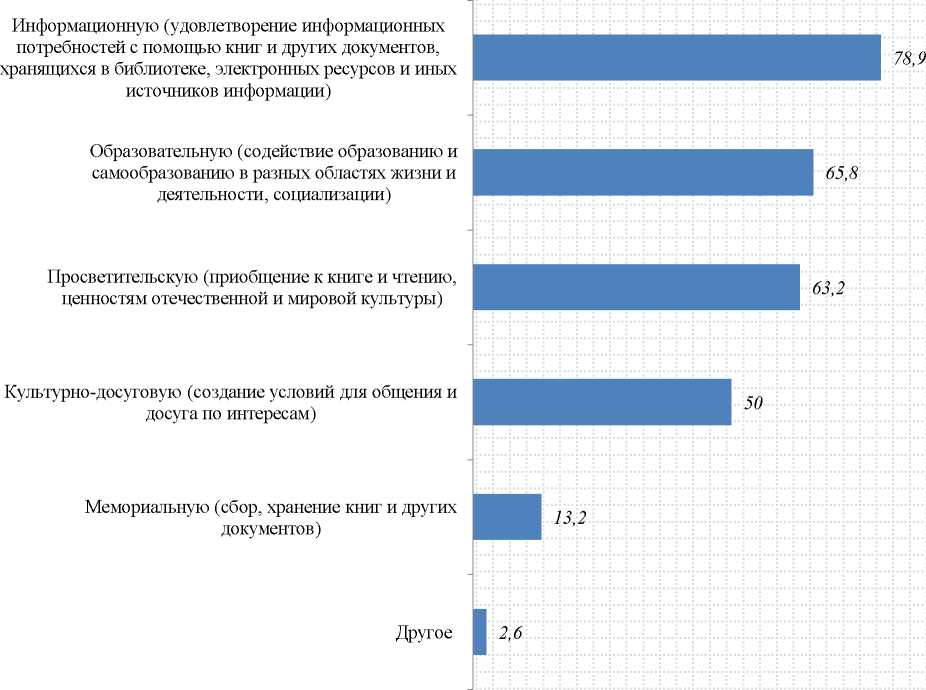 Информационную (удовлетворение информационных
потребностей с помощью книг и других документов,
хранящихся в библиотеке, электронных ресурсов и иных
источников информации)
78,9
Образовательную (содействие образованию и
самообразованию в разных областях жизни и
деятельности, социализации)
65,8
Просветительскую (приобщение к книге и чтению,
ценностям отечественной и мировой культуры)
63,2
Культурно-досуговую (создание условий для общения и
досуга по интересам)
50
Мемориальную (сбор, хранение книг и других
документов)
13,2
Другое
2,6